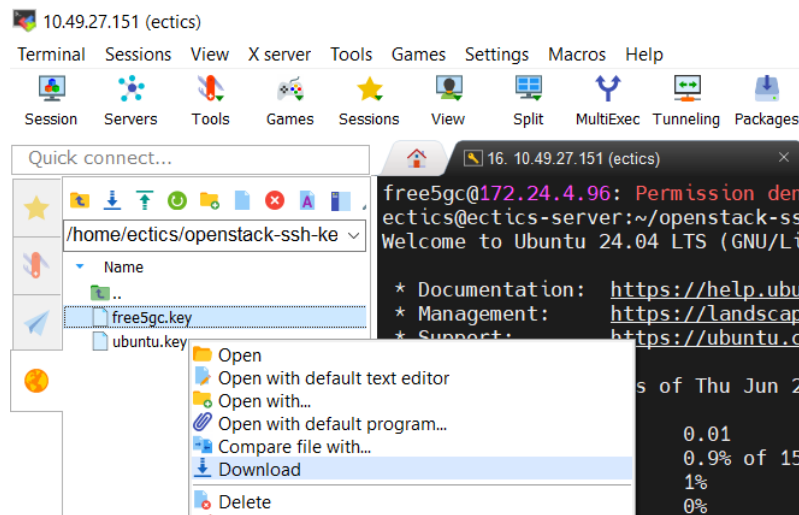 10.49.27.151 (ectics)
Terminal Sessions View X server Tools Games Settings Macros Help
Session Servers Tools Games Sessions View Split MultiExec Tunneling Packages
Quick connect...
16. 10.49.27.151 (ectics)
/home/ectics/openstack-ssh-ke
Name
..
free5gc.key
ubuntu.key
Open
Open with default text editor
Open with...
Open with default program...
Compare file with...
Download
Delete
free5gc@172.24.4.96: Permission den
ectics@ectics-server:~/openstack-ss
Welcome to Ubuntu 24.04 LTS (GNU/Li
* Documentation: https://help.ubu
* Management: https://landscap
* Support: https://ubuntu.c
s of Thu Jun 2
0.01
0.9% of 15
1%
0%